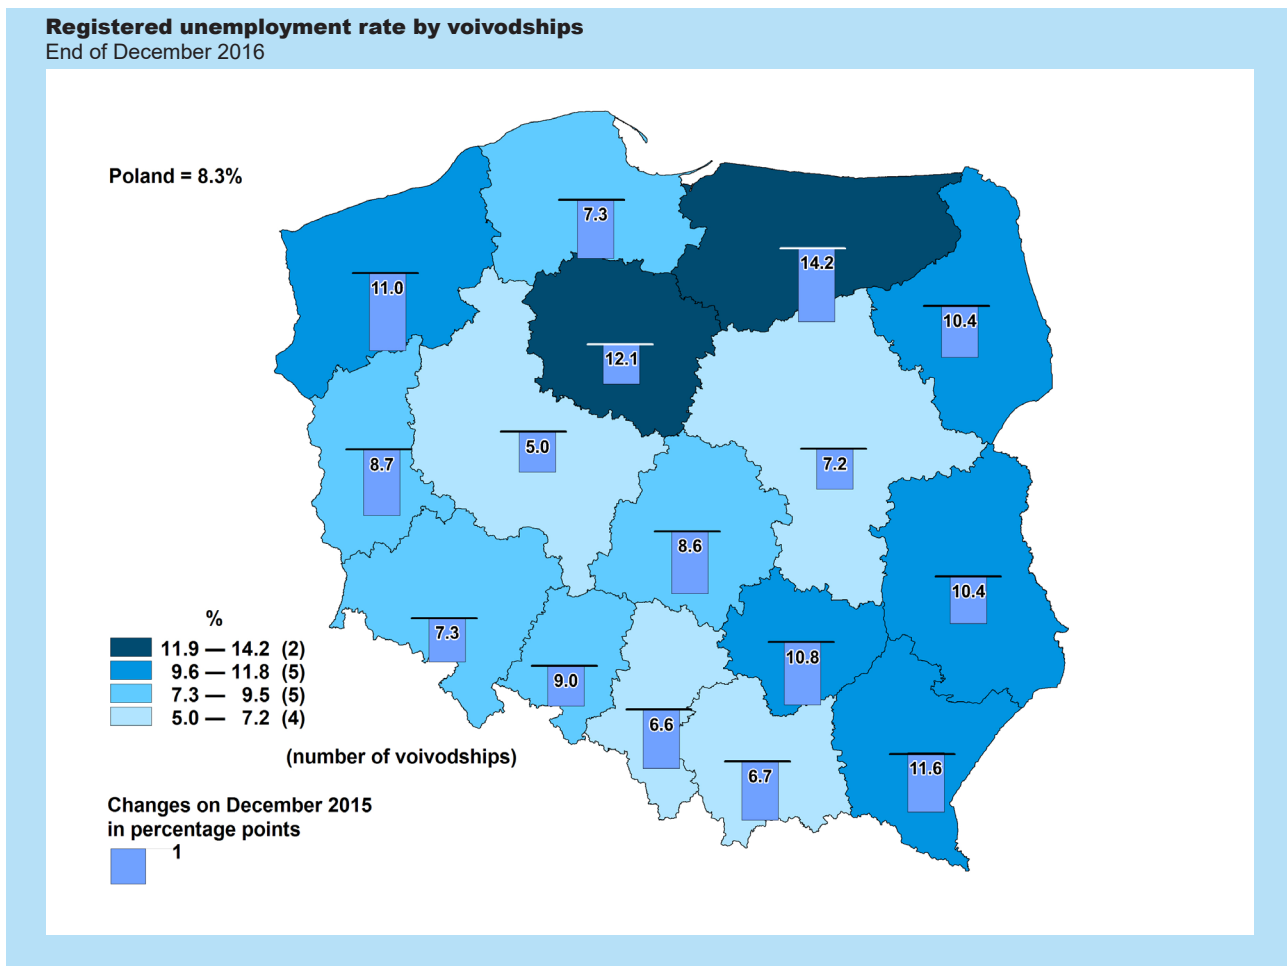 Registered unemployment rate by voivodships
End of December 2016
Poland = 8.3%
7.3
14.2
11.0
10.4
12.1
5.0
8.7
7.2
8.6
10.4
7.3
10.8
9.0
6.6
6.7
11.6
%
11.9 — 14.2 (2)
9.6 — 11.8 (5)
7.3 — 9.5 (5)
5.0 — 7.2 (4)
(number of voivodships)
Changes on December 2015
in percentage points
1